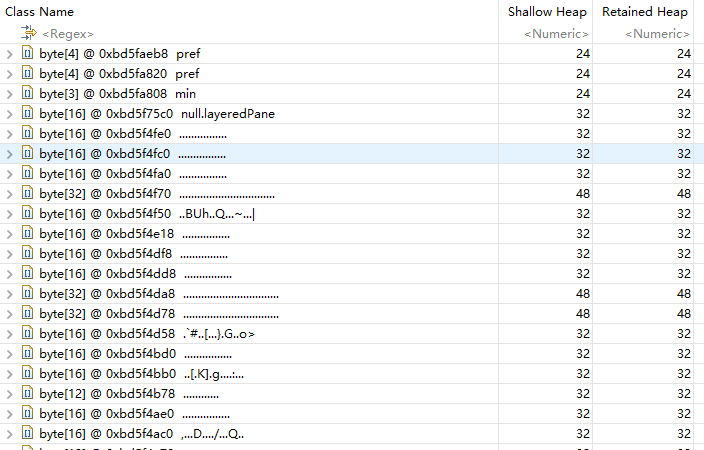 Class Name Shallow Heap Retained Heap
<Regex> <Numeric> <Numeric>
byte[4] @ 0xbd5faeb8 pref 24 24
byte[4] @ 0xbd5fa820 pref 24 24
byte[3] @ 0xbd5fa808 min 24 24
byte[16] @ 0xbd5f75c0 null.layeredPane 32 32
byte[16] @ 0xbd5f4fe0 ................ 32 32
byte[16] @ 0xbd5f4fc0 ................ 32 32
byte[16] @ 0xbd5f4fa0 ................ 32 32
byte[32] @ 0xbd5f4f70 ................................ 48 48
byte[16] @ 0xbd5f4f50 ..BUh..Q...~...| 32 32
byte[16] @ 0xbd5f4e18 ................ 32 32
byte[16] @ 0xbd5f4df8 ................ 32 32
byte[16] @ 0xbd5f4dd8 ................ 32 32
byte[32] @ 0xbd5f4da8 ................................ 48 48
byte[32] @ 0xbd5f4d78 ................................ 48 48
byte[16] @ 0xbd5f4d58 .`#..[...}.G..o> 32 32
byte[16] @ 0xbd5f4bd0 ................ 32 32
byte[16] @ 0xbd5f4bb0 ..[.K].g....:... 32 32
byte[12] @ 0xbd5f4b78 ............ 32 32
byte[16] @ 0xbd5f4ae0 ................ 32 32
byte[16] @ 0xbd5f4ac0 ,...D..../...Q.. 32 32